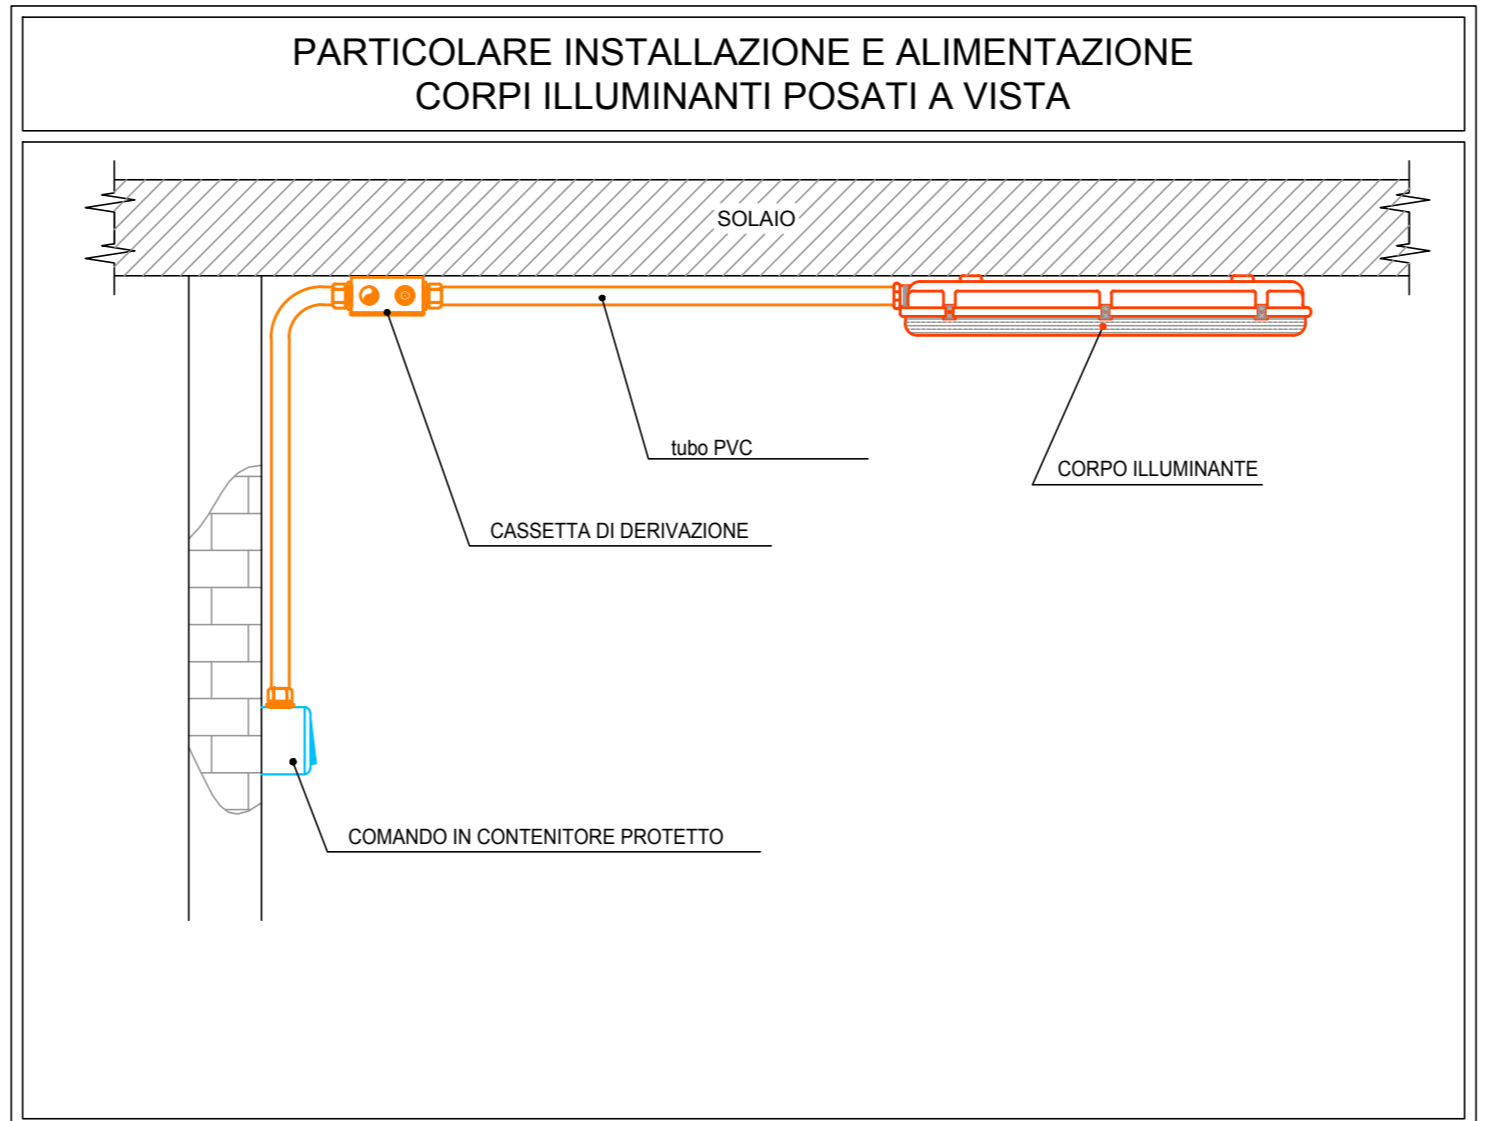 PARTICOLARE INSTALLAZIONE E ALIMENTAZIONE
CORPI ILLUMINANTI POSATI A VISTA
SOLAIO
tubo PVC
CORPO ILLUMINANTE
CASSETTA DI DERIVAZIONE
COMANDO IN CONTENITORE PROTETTO